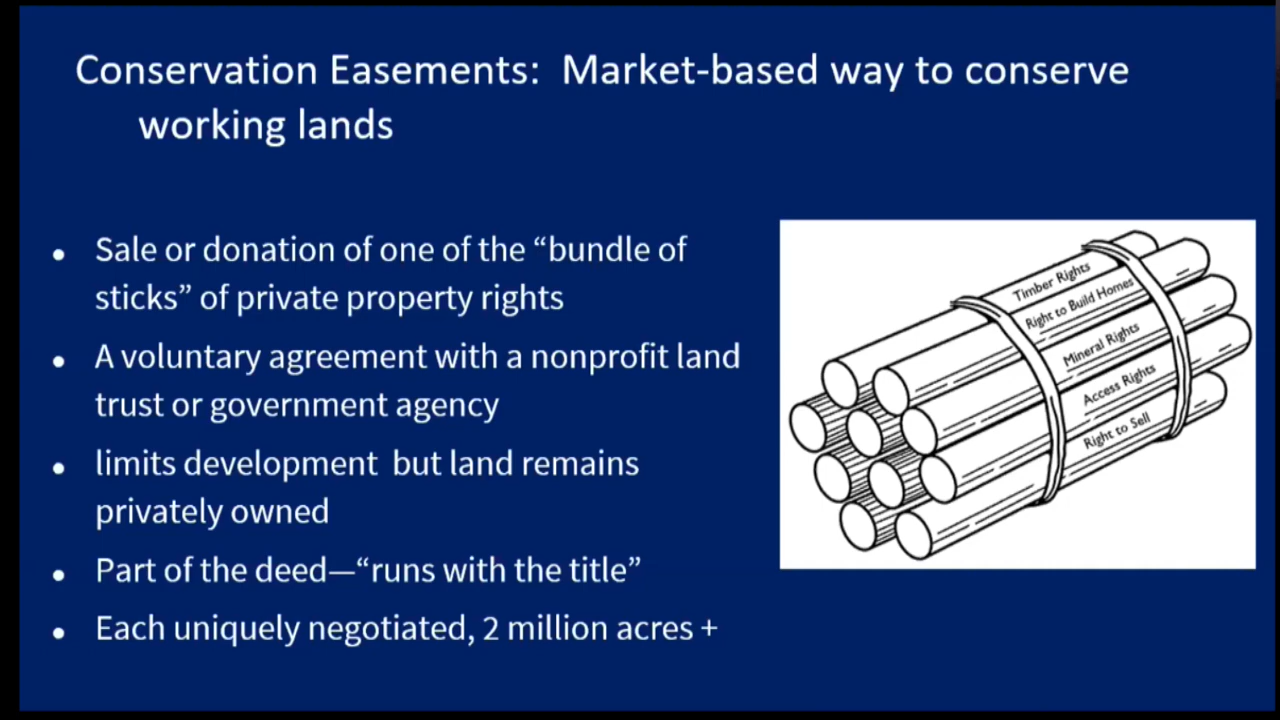 Conservation Easements:  Market-based way to conserve
working lands
• Sale or donation of one of the “bundle of
sticks” of private property rights
• A voluntary agreement with a nonprofit land
trust or government agency
• limits development  but land remains
privately owned
• Part of the deed—“runs with the title”
• Each uniquely negotiated, 2 million acres +
Timber Rights
Right to Build Homes
Mineral Rights
Access Rights
Right to Sell